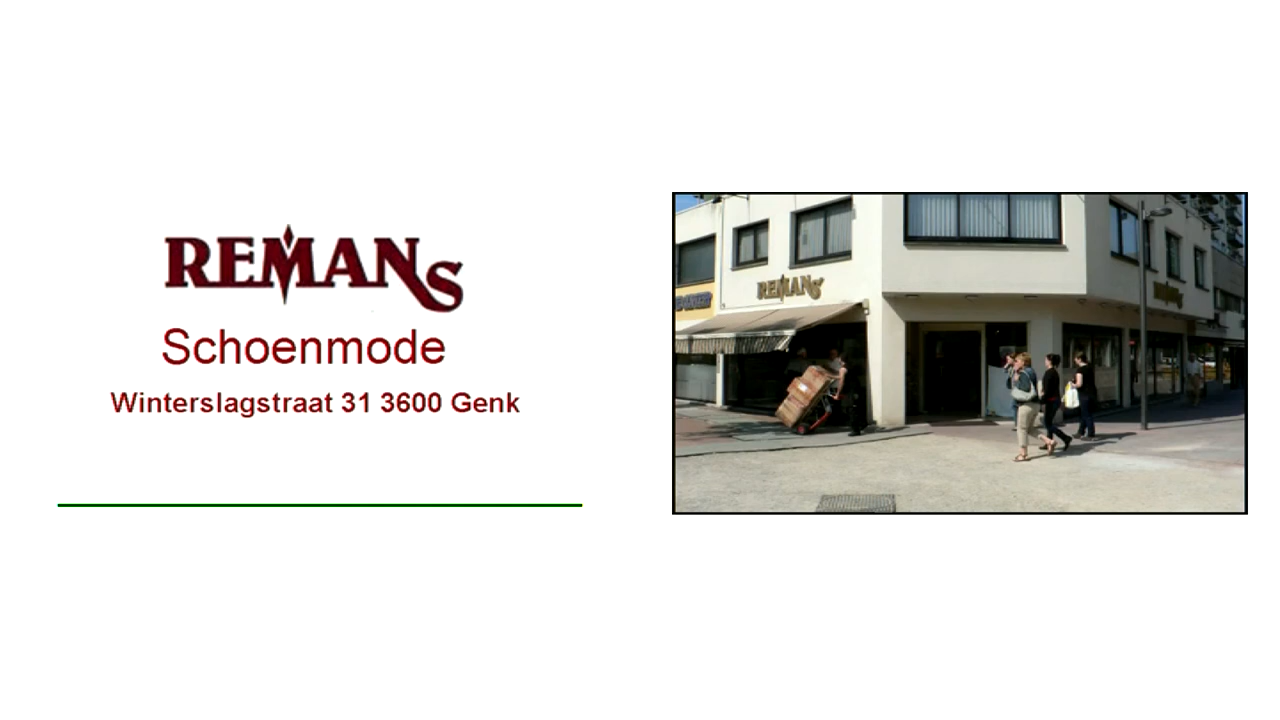 REMANS
Schoenmode
Winterslagstraat 31 3600 Genk
REMANS